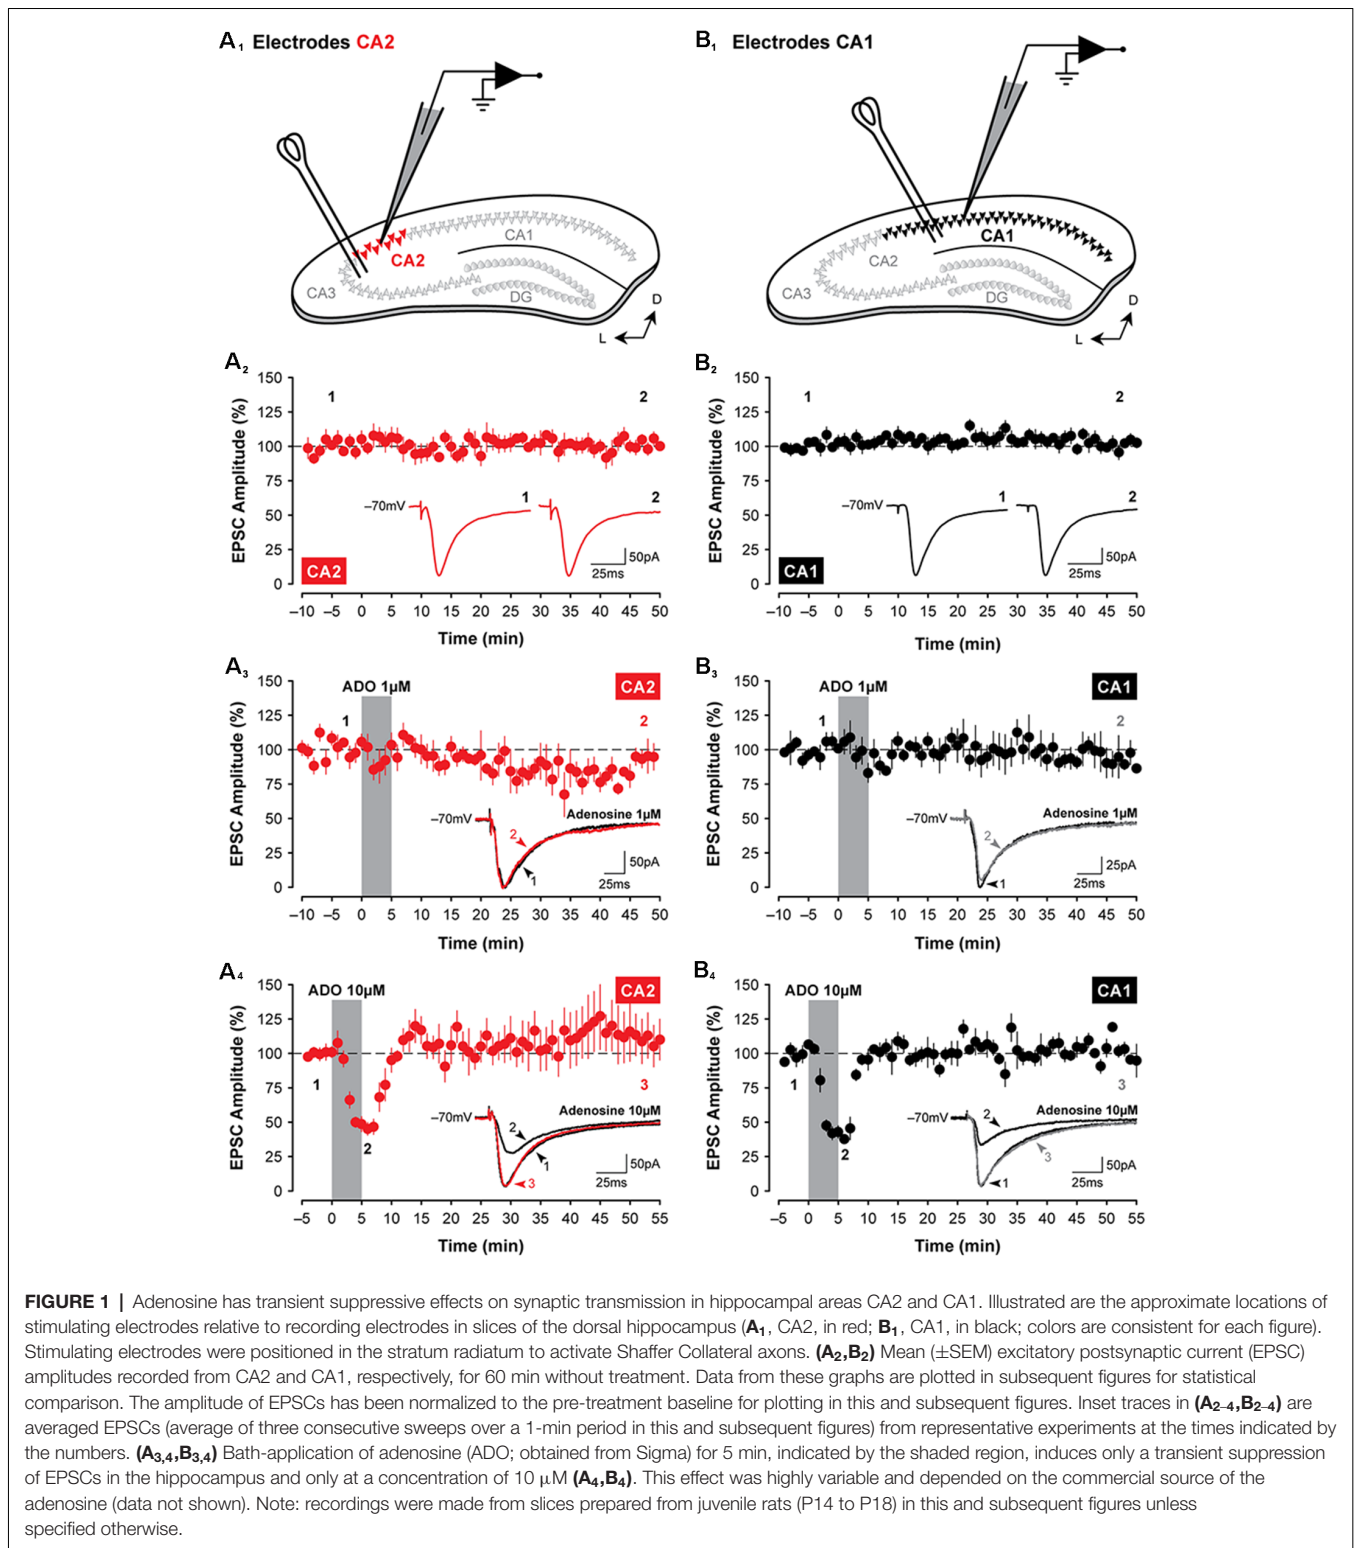 A1 Electrodes CA2
CA1
CA2
CA3
DG
D
L
B1 Electrodes CA1
CA1
CA2
CA3
DG
D
L
A2
EPSC Amplitude (%)
150
125
100
75
50
25
0
1
2
−70mV
1
2
50pA
25ms
CA2
−10 −5 0 5 10 15 20 25 30 35 40 45 50
Time (min)
B2
EPSC Amplitude (%)
150
125
100
75
50
25
0
1
2
−70mV
1
2
50pA
25ms
CA1
−10 −5 0 5 10 15 20 25 30 35 40 45 50
Time (min)
A3
EPSC Amplitude (%)
150
125
100
75
50
25
0
ADO 1µM
CA2
1
2
Adenosine 1µM
−70mV
2
1
50pA
25ms
−10 −5 0 5 10 15 20 25 30 35 40 45 50
Time (min)
B3
EPSC Amplitude (%)
150
125
100
75
50
25
0
ADO 1µM
CA1
1
2
Adenosine 1µM
−70mV
2
1
50pA
25ms
−10 −5 0 5 10 15 20 25 30 35 40 45 50
Time (min)
A4
EPSC Amplitude (%)
150
125
100
75
50
25
0
ADO 10µM
CA2
1
2
3
Adenosine 10µM
−70mV
2
1
3
50pA
25ms
−5 0 5 10 15 20 25 30 35 40 45 50 55
Time (min)
B4
EPSC Amplitude (%)
150
125
100
75
50
25
0
ADO 10µM
CA1
1
2
3
Adenosine 10µM
−70mV
2
3
1
50pA
25ms
−5 0 5 10 15 20 25 30 35 40 45 50 55
Time (min)
FIGURE 1 | Adenosine has transient suppressive effects on synaptic transmission in hippocampal areas CA2 and CA1. Illustrated are the approximate locations of
stimulating electrodes relative to recording electrodes in slices of the dorsal hippocampus (A1, CA2, in red; B1, CA1, in black; colors are consistent for each figure).
Stimulating electrodes were positioned in the stratum radiatum to activate Shaffer Collateral axons. (A2,B2) Mean (±SEM) excitatory postsynaptic current (EPSC)
amplitudes recorded from CA2 and CA1, respectively, for 60 min without treatment. Data from these graphs are plotted in subsequent figures for statistical
comparison. The amplitude of EPSCs has been normalized to the pre-treatment baseline for plotting in this and subsequent figures. Inset traces in (A2–4,B2–4) are
averaged EPSCs (average of three consecutive sweeps over a 1-min period in this and subsequent figures) from representative experiments at the times indicated by
the numbers. (A3,4,B3,4) Bath-application of adenosine (ADO; obtained from Sigma) for 5 min, indicated by the shaded region, induces only a transient suppression
of EPSCs in the hippocampus and only at a concentration of 10 µM (A4,B4). This effect was highly variable and depended on the commercial source of the
adenosine (data not shown). Note: recordings were made from slices prepared from juvenile rats (P14 to P18) in this and subsequent figures unless
specified otherwise.